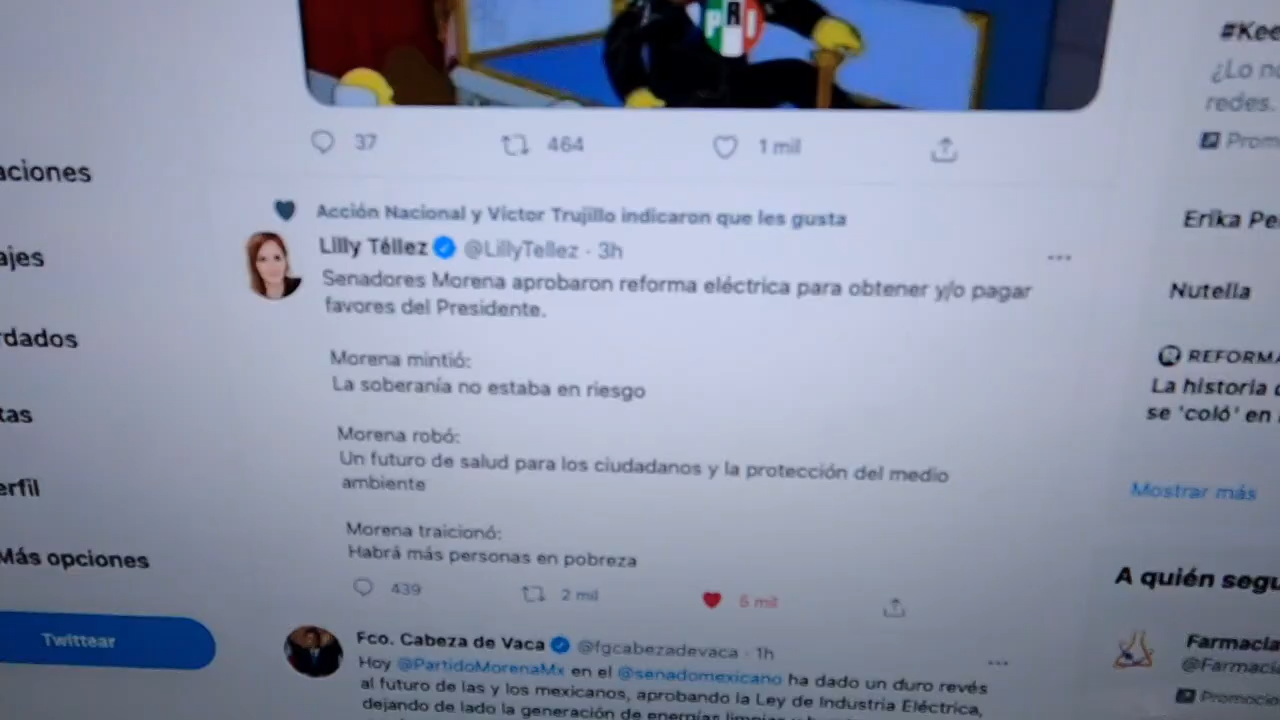 PRI
37 464 1 mil
Acción Nacional y Victor Trujillo indicaron que les gusta
Lilly Téllez @LillyTellez · 3h
Senadores Morena aprobaron reforma eléctrica para obtener y/o pagar
favores del Presidente.
Morena mintió:
La soberanía no estaba en riesgo
Morena robó:
Un futuro de salud para los ciudadanos y la protección del medio
ambiente
Morena traicionó:
Habrá más personas en pobreza
439 2 mil 5 mil
Fco. Cabeza de Vaca @fgcabezadevaca · 1h
Hoy @PartidoMorenaMx en el @senadomexicano ha dado un duro revés
al futuro de las y los mexicanos, aprobando la Ley de Industria Eléctrica,
dejando de lado la generación de energías
aciones
ajes
rdados
tas
erfil
Más opciones
Twittear
#Kee
¿Lo no
redes.
Prom
Erika Pe
Nutella
REFORMA
La historia
se 'coló' en
Mostrar más
A quién segu
Farmacia
@Farmaci
Promocio